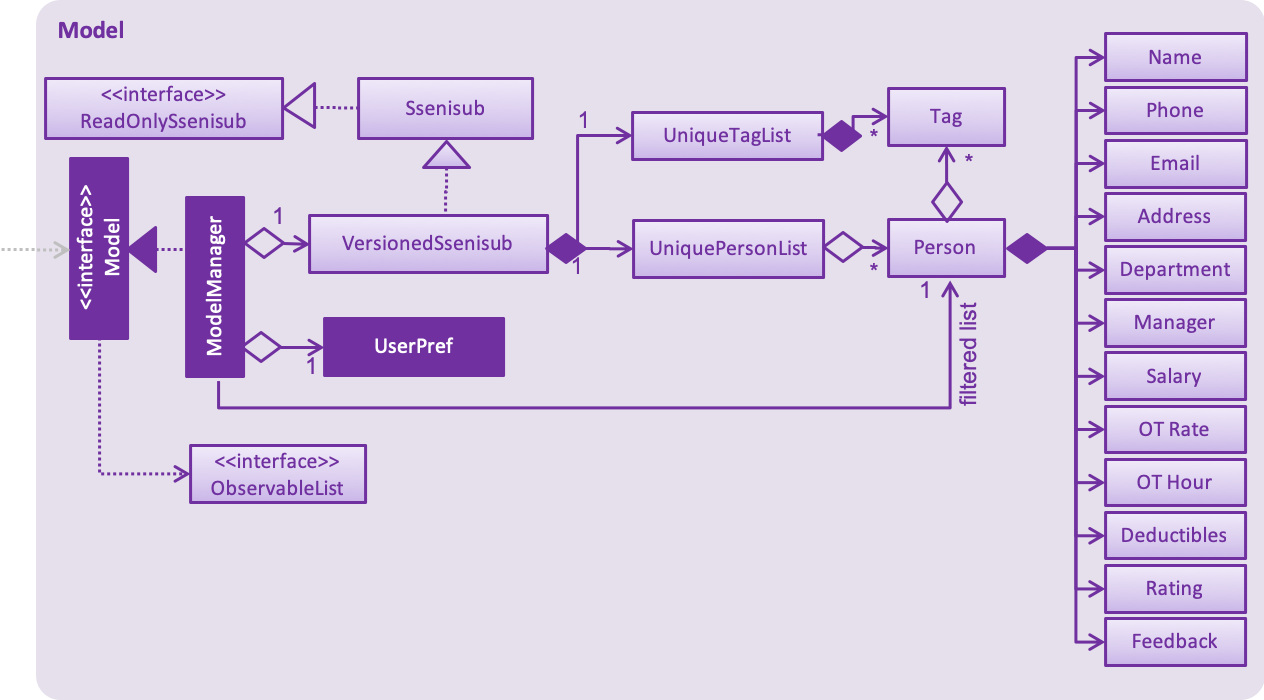 Model
<<interface>>
ReadOnlySsenisub
Ssenisub
<<interface>>
Model
ModelManager
1
VersionedSsenisub
1
1
UniqueTagList
*
Tag
*
UniquePersonList
*
Person
1
filtered list
1
UserPref
<<interface>>
ObservableList
Name
Phone
Email
Address
Department
Manager
Salary
OT Rate
OT Hour
Deductibles
Rating
Feedback